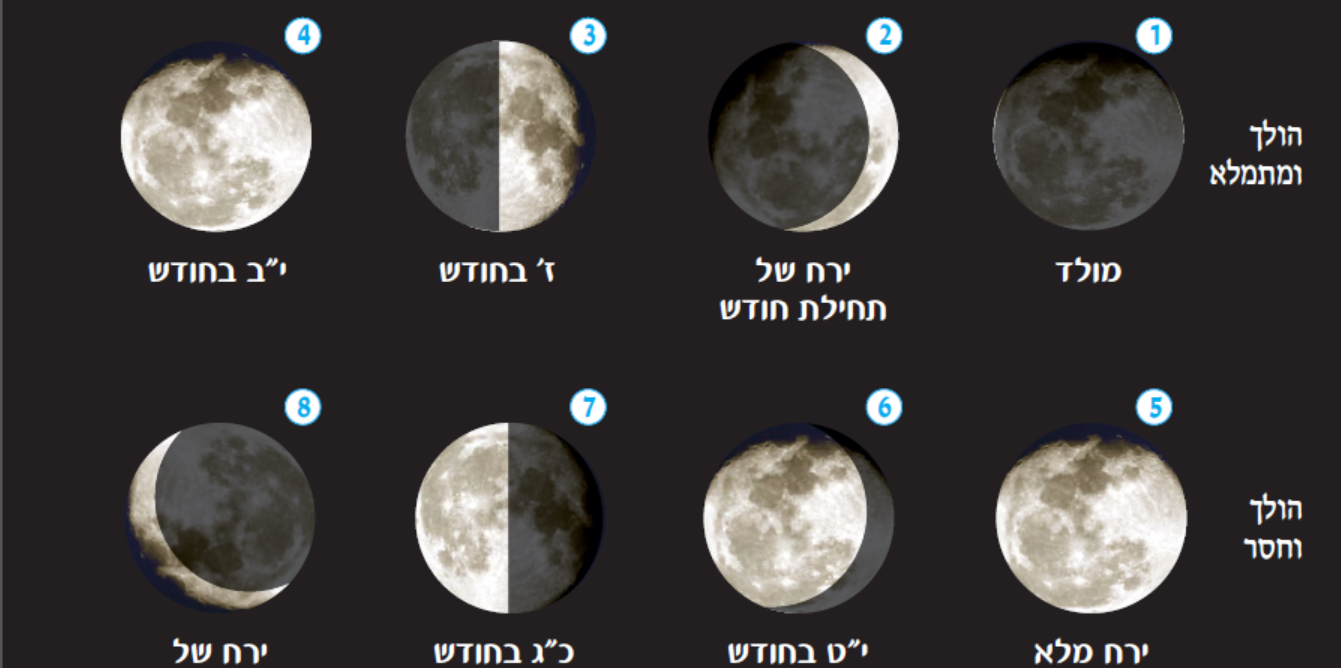 הולך
ומתמלא
1
מולד
2
ירח של
תחילת חודש
3
ז׳ בחודש
4
י״ב בחודש
הולך
וחסר
5
ירח מלא
6
י״ט בחודש
7
כ״ג בחודש
8
ירח של